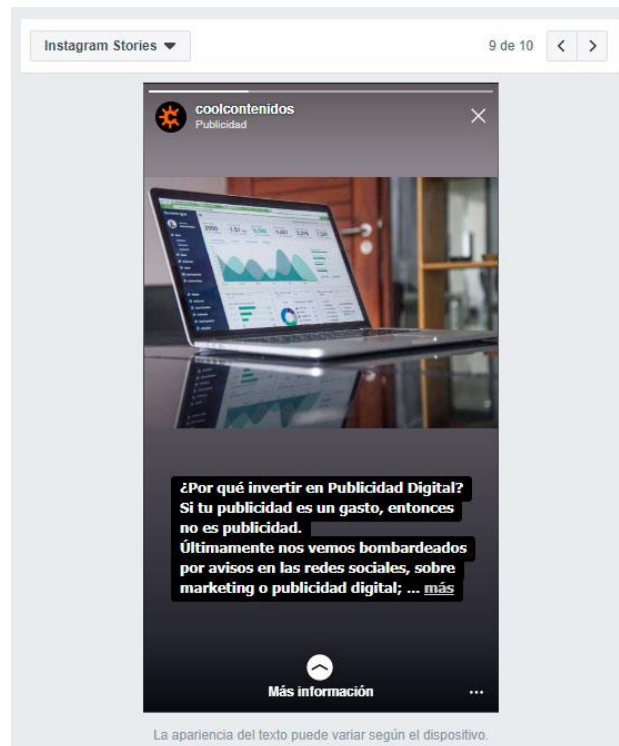 Instagram Stories
9 de 10
coolcontenidos
Publicidad
¿Por qué invertir en Publicidad Digital?
Si tu publicidad es un gasto, entonces
no es publicidad.
Últimamente nos vemos bombardeados
por avisos en las redes sociales, sobre
marketing o publicidad digital; ... más
Más información
La apariencia del texto puede variar según el dispositivo.